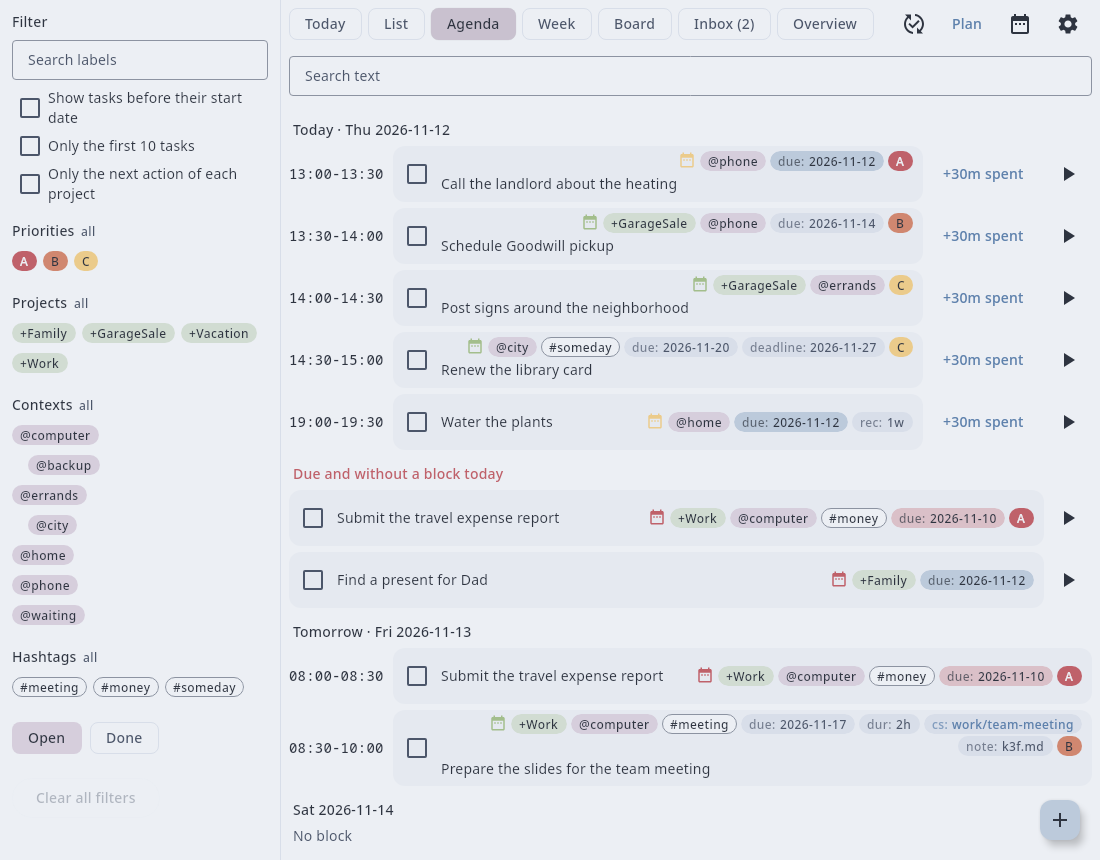 Filter
Search labels
Show tasks before their start
date
Only the first 10 tasks
Only the next action of each
project
Priorities all
A B C
Projects all
+Family +GarageSale +Vacation
+Work
Contexts all
@computer
@backup
@errands
@city
@home
@phone
@waiting
Hashtags all
#meeting #money #someday
Open Done
Clear all filters
Today List Agenda Week Board Inbox (2) Overview Plan
Search text
Today · Thu 2026-11-12
@phone due: 2026-11-12 A
13:00-13:30 Call the landlord about the heating +30m spent
+GarageSale @phone due: 2026-11-14 B
13:30-14:00 Schedule Goodwill pickup +30m spent
+GarageSale @errands C
14:00-14:30 Post signs around the neighborhood +30m spent
@city #someday due: 2026-11-20 deadline: 2026-11-27 C
14:30-15:00 Renew the library card +30m spent
19:00-19:30 Water the plants @home due: 2026-11-12 rec: 1w +30m spent
Due and without a block today
Submit the travel expense report +Work @computer #money due: 2026-11-10 A
Find a present for Dad +Family due: 2026-11-12
Tomorrow · Fri 2026-11-13
08:00-08:30 Submit the travel expense report +Work @computer #money due: 2026-11-10 A
+Work @computer #meeting due: 2026-11-17 dur: 2h cs: work/team-meeting
note: k3f.md B
08:30-10:00 Prepare the slides for the team meeting
Sat 2026-11-14
No block